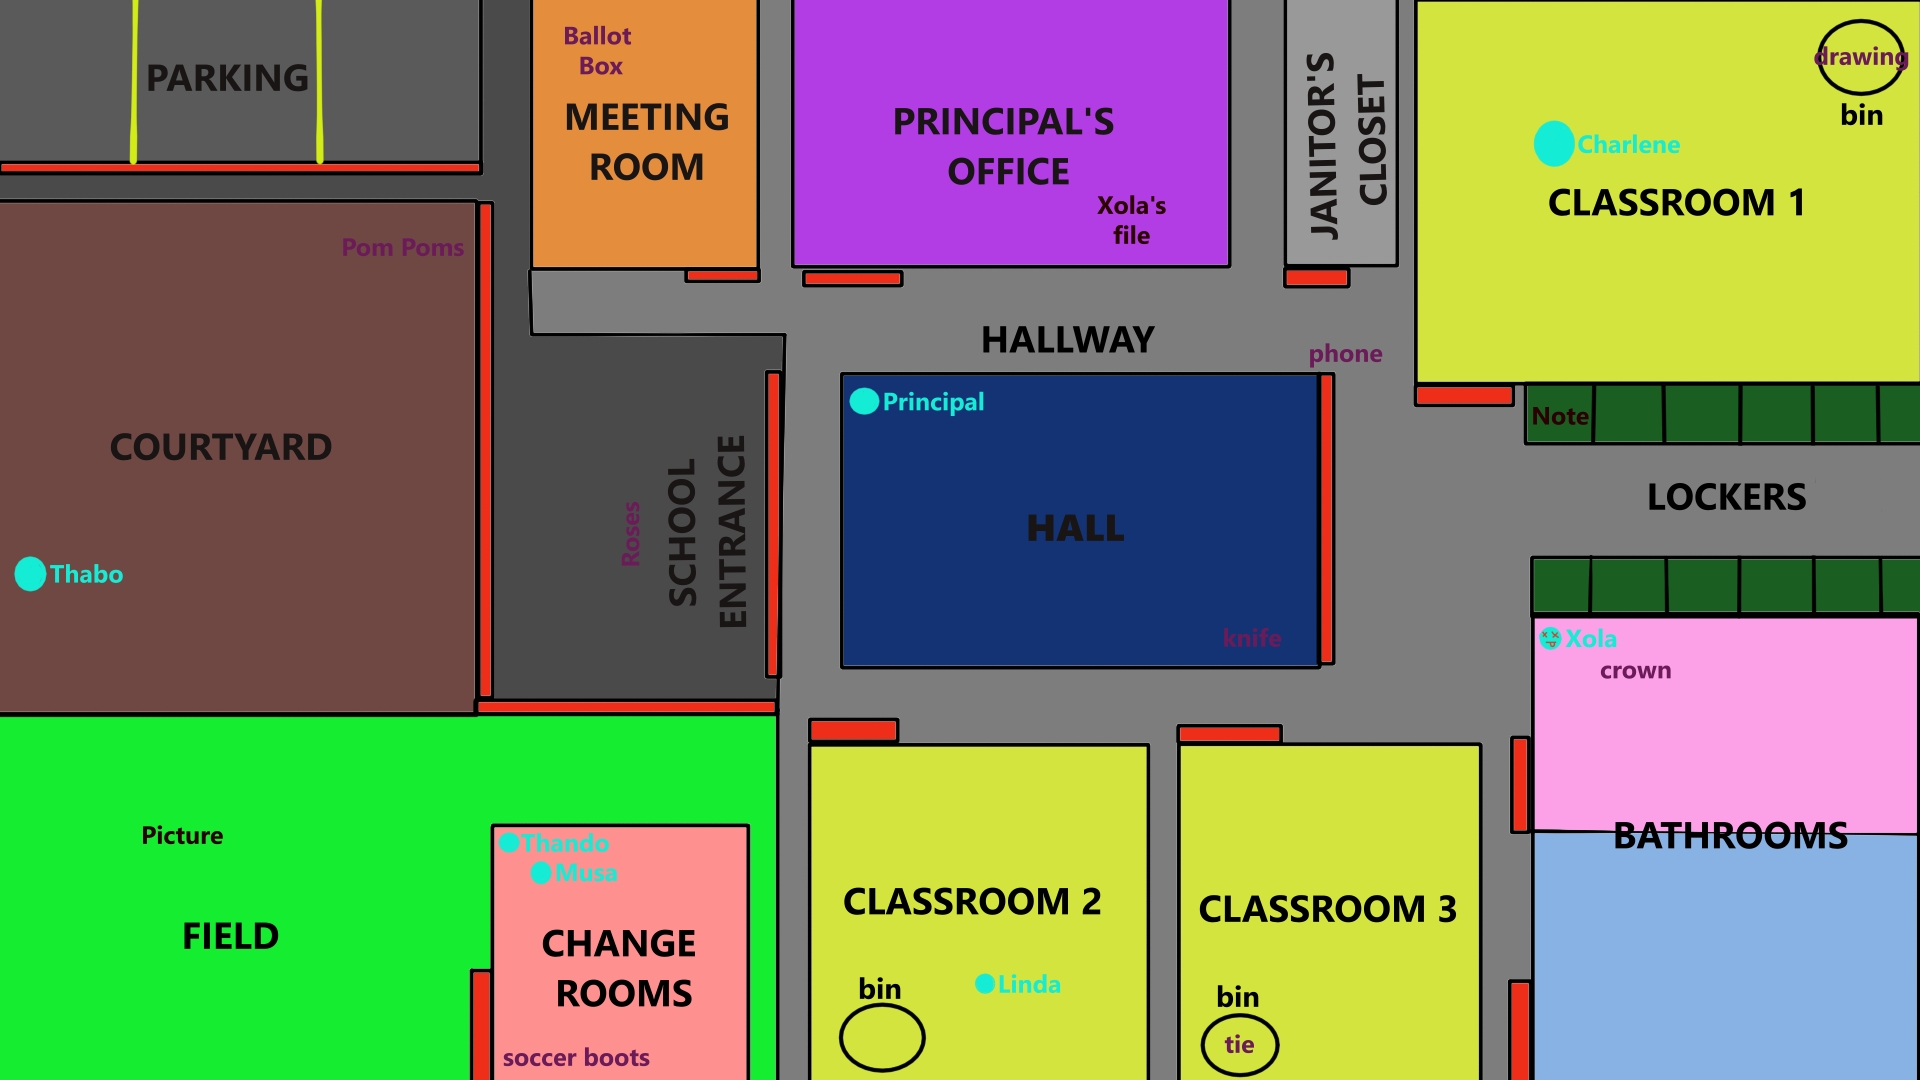 PARKING
Ballot
Box
MEETING
ROOM
PRINCIPAL'S
OFFICE
Xola's
file
JANITOR'S
CLOSET
drawing
bin
Charlene
CLASSROOM 1
Pom Poms
COURTYARD
Thabo
Roses
SCHOOL
ENTRANCE
HALLWAY
phone
Principal
HALL
knife
Note
LOCKERS
Xola
crown
BATHROOMS
Picture
FIELD
Thando
Musa
CHANGE
ROOMS
soccer boots
CLASSROOM 2
bin
Linda
CLASSROOM 3
bin
tie